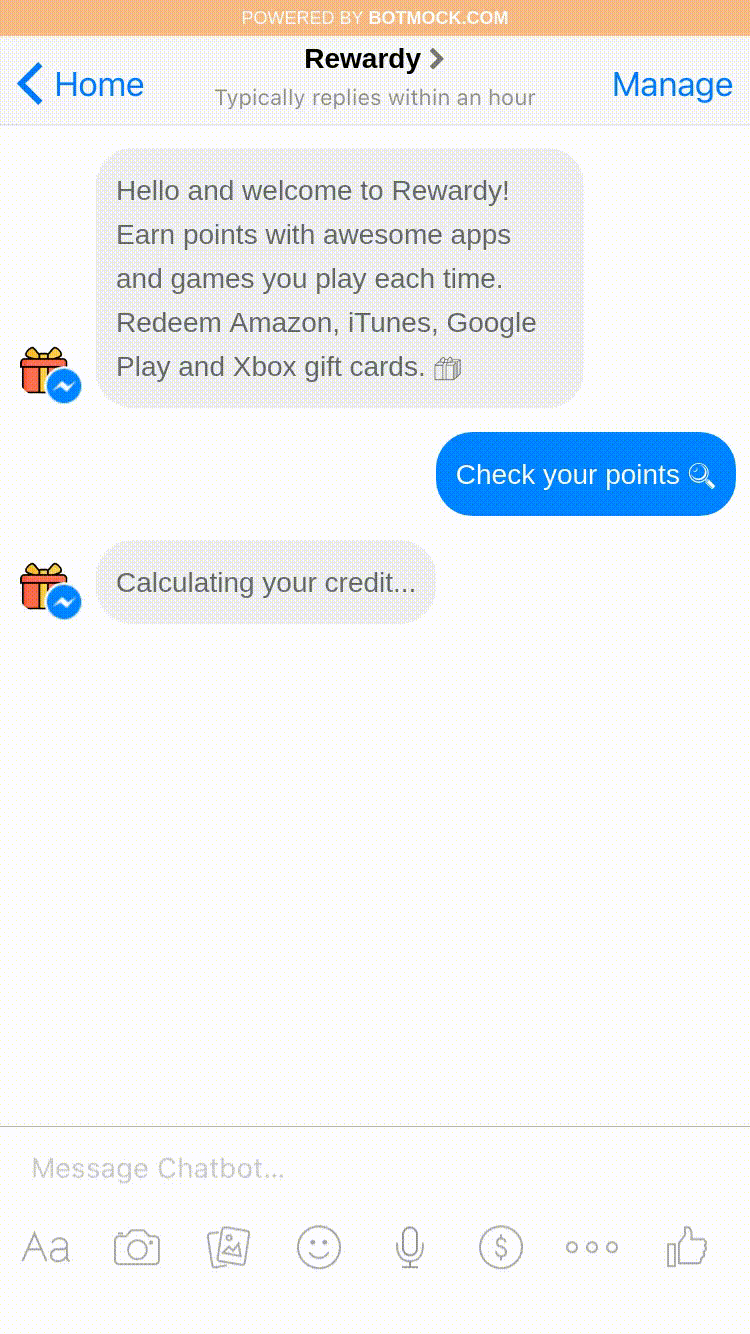 POWERED BY BOTMOCK.COM
Home
Rewardy
Typically replies within an hour
Manage
Hello and welcome to Rewardy!
Earn points with awesome apps
and games you play each time.
Redeem Amazon, iTunes, Google
Play and Xbox gift cards.
Check your points
Calculating your credit...
Message Chatbot...
Aa
$